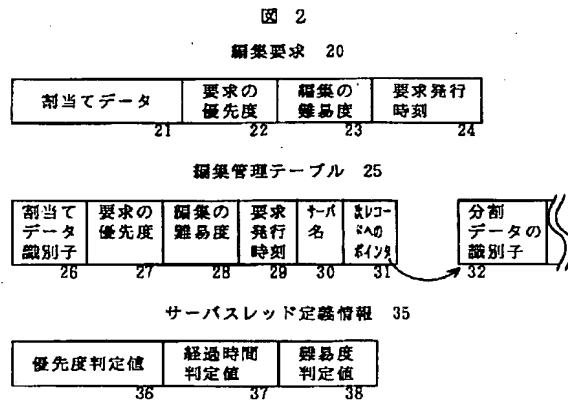 図 2
編集要求 20
割当てデータ 要求の 編集の 要求発行
優先度 難易度 時刻
21 22 23 24
編集管理テーブル 25
割当て 要求の 編集の 要求 サーバ 次レコー 分割
データ 優先度 難易度 発行 名 ドへの データの
識別子 時刻 ポインタ 識別子
26 27 28 29 30 31 32
サーバスレッド定義情報 35
優先度判定値 経過時間 難易度
判定値 判定値
36 37 38